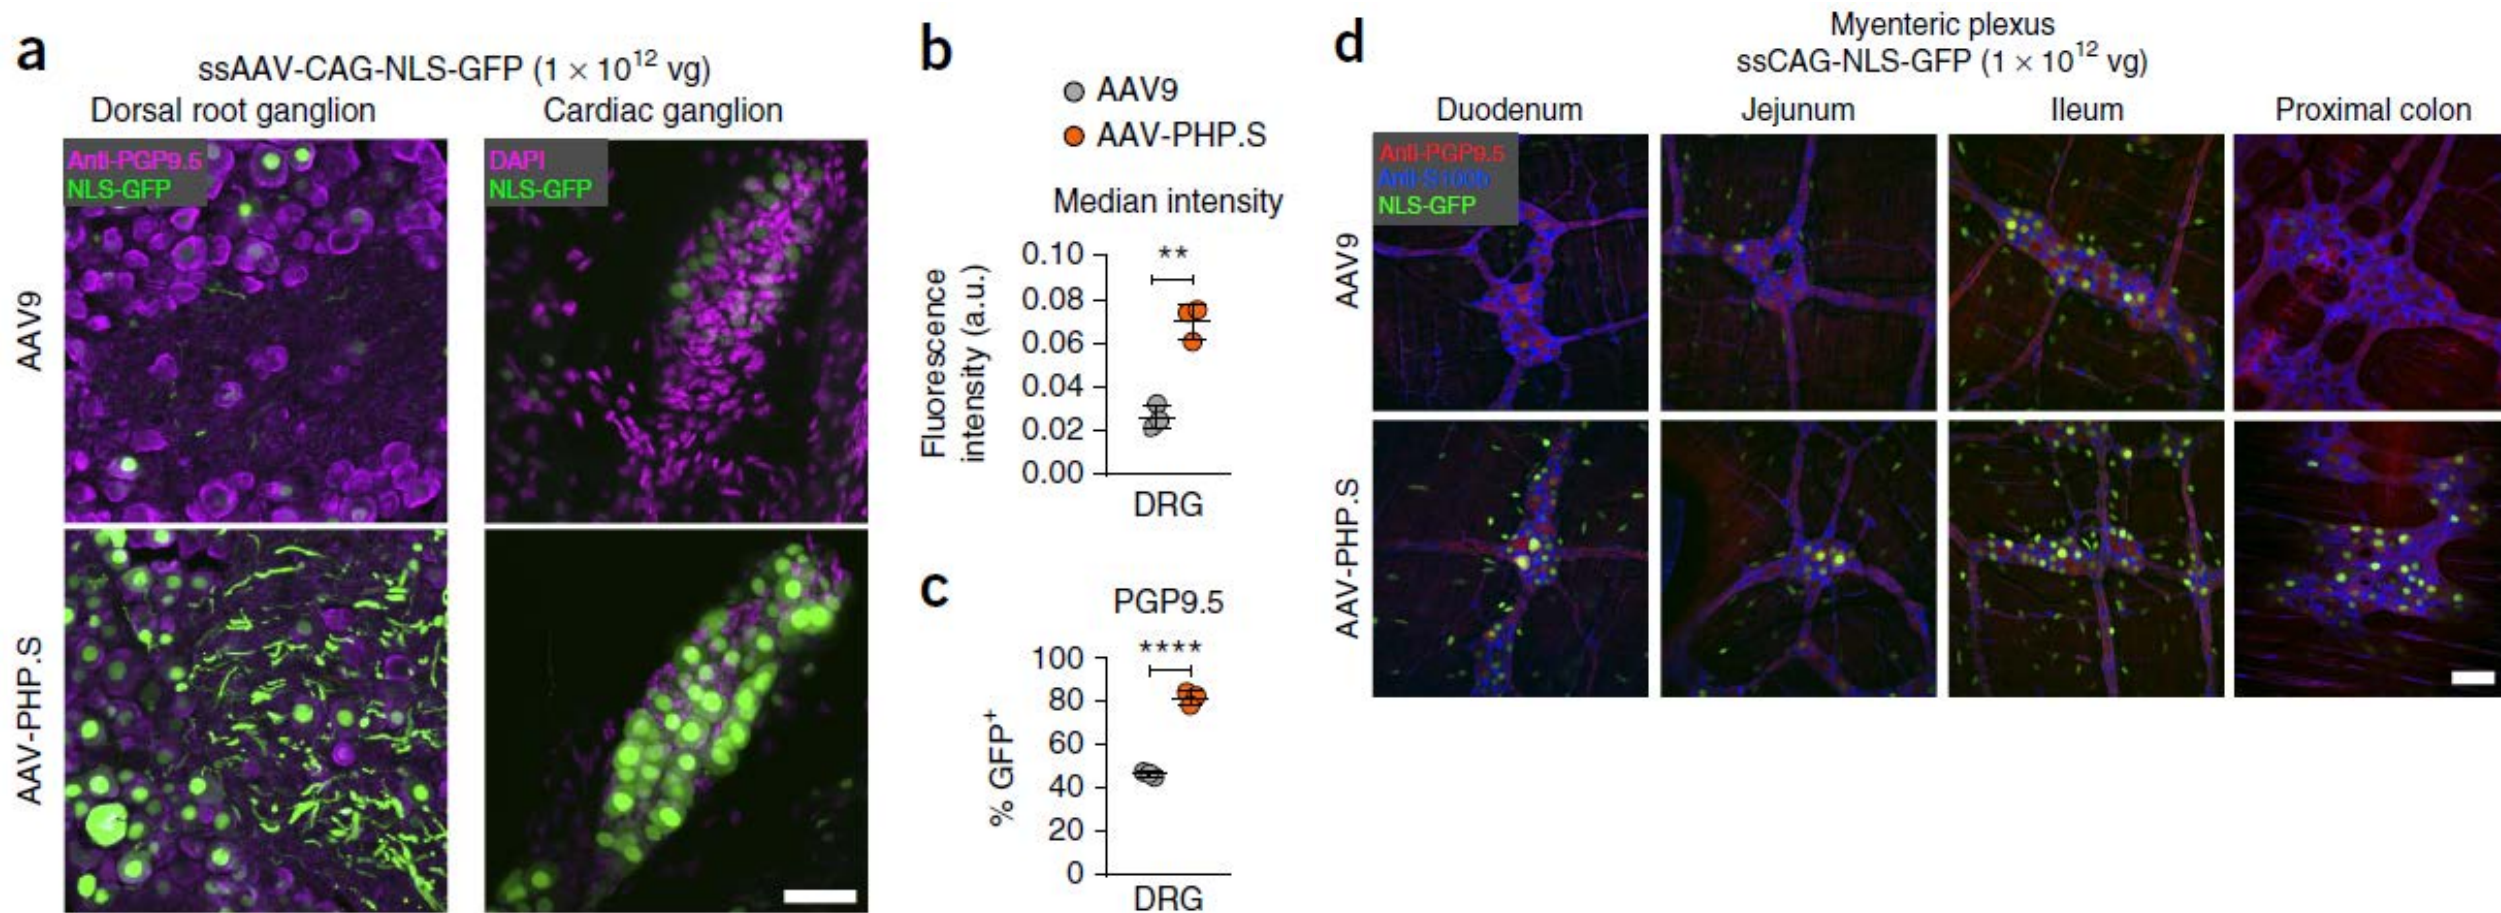 a
ssAAV-CAG-NLS-GFP (1 × 10¹² vg)
Dorsal root ganglion
Cardiac ganglion
Anti-PGP9.5
NLS-GFP
DAPI
NLS-GFP
AAV9
AAV-PHP.S
b
AAV9
AAV-PHP.S
Median intensity
**
Fluorescence
intensity (a.u.)
0.10
0.08
0.06
0.04
0.02
0.00
DRG
c
PGP9.5
****
% GFP⁺
100
80
60
40
20
0
DRG
d
Myenteric plexus
ssCAG-NLS-GFP (1 × 10¹² vg)
Duodenum
Jejunum
Ileum
Proximal colon
Anti-PGP9.5
Anti-S100b
NLS-GFP
AAV9
AAV-PHP.S